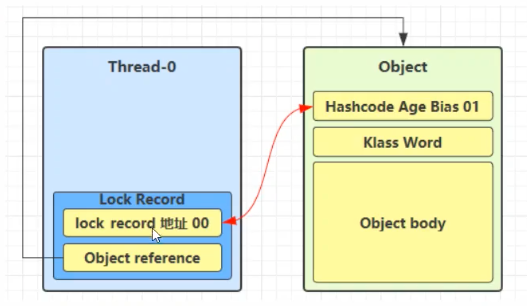 Thread-0
Lock Record
lock record 地址 00
Object reference
Object
Hashcode Age Bias 01
Klass Word
Object body